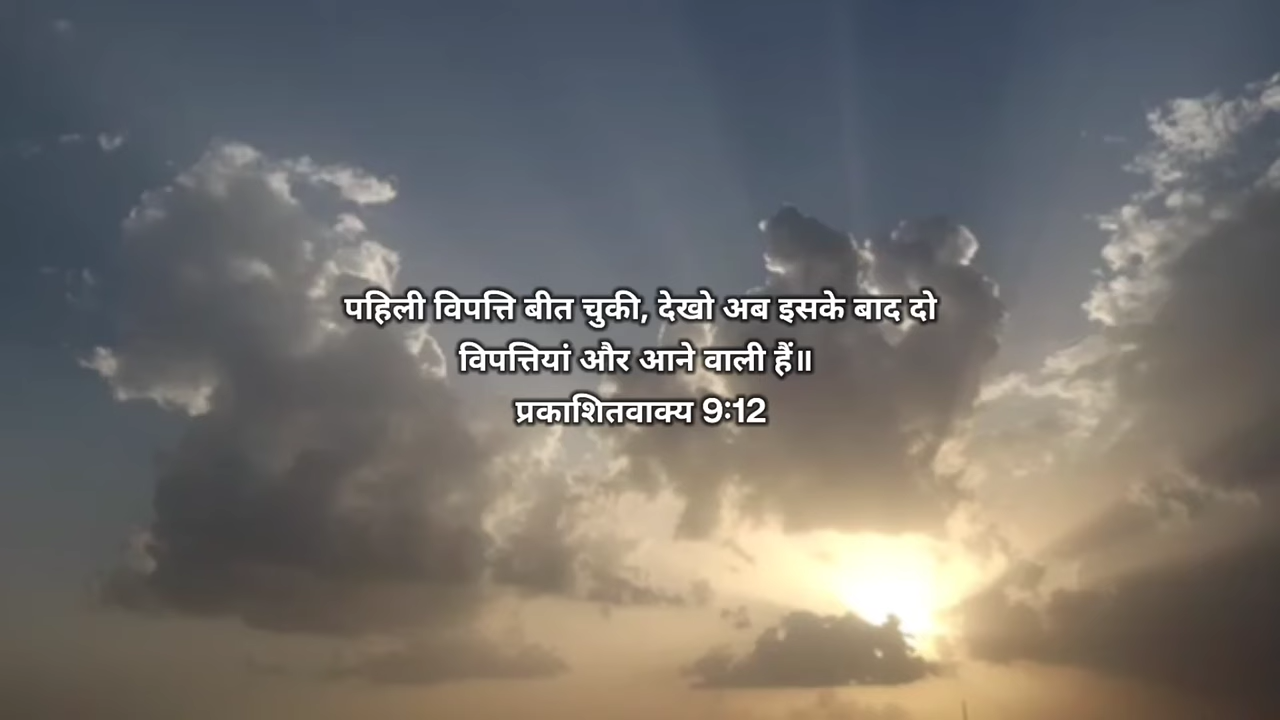 पहिली विपत्ति बीत चुकी, देखो अब इसके बाद दो
विपत्तियां और आने वाली हैं॥
प्रकाशितवाक्य 9:12